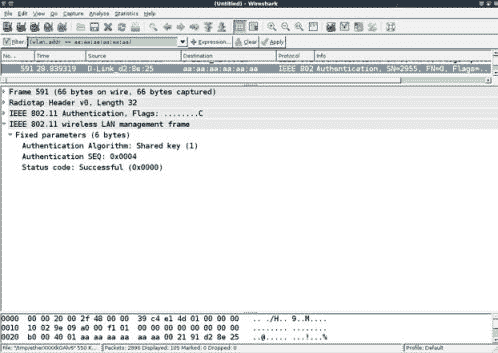 (Untitled) - Wireshark
File Edit View Go Capture Analyze Statistics Help
Filter: (wlan.addr == aa:aa:aa:aa:aa:aa) Expression... Clear Apply
No. . Time Source Destination Protocol Info
591 28.839319 D-Link_d2:8e:25 aa:aa:aa:aa:aa:aa IEEE 802 Authentication, SN=2955, FN=0, Flags=...
Frame 591 (66 bytes on wire, 66 bytes captured)
Radiotap Header v0, Length 32
IEEE 802.11 Authentication, Flags: ........C
IEEE 802.11 wireless LAN management frame
Fixed parameters (6 bytes)
Authentication Algorithm: Shared key (1)
Authentication SEQ: 0x0004
Status code: Successful (0x0000)
0000 00 00 20 00 2f 48 00 00 39 c4 e1 4d 01 00 00 00 .. ./H.. 9..M....
0010 10 02 9e 09 a0 00 f1 01 00 00 00 00 00 00 00 00 ........ ........
0020 b0 00 40 01 aa aa aa aa aa aa 00 21 91 d2 8e 25 ..@..... ...!...%
Packets: 2996 Displayed: 105 Marked: 0 Dropped: 0 Profile: Default